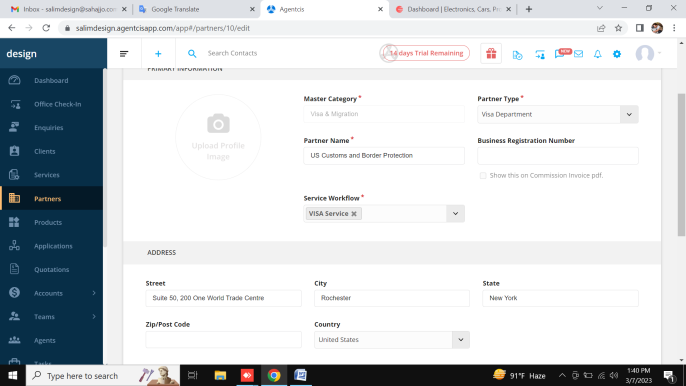 Inbox - salimdesign@sahajjo.com
Google Translate
Agentcis
Dashboard | Electronics, Cars, Pr
salimdesign.agentcisapp.com/app#/partners/10/edit
design
Search Contacts
14 days Trial Remaining
NEW
Dashboard
Office Check-In
Enquiries
Clients
Services
Partners
Products
Applications
Quotations
Accounts
Teams
Agents
Tasks
PRIMARY INFORMATION
Upload Profile
Image
Master Category *
Visa & Migration
Partner Type *
Visa Department
Partner Name *
US Customs and Border Protection
Business Registration Number
Show this on Commission Invoice pdf.
Service Workflow *
VISA Service
ADDRESS
Street
Suite 50, 200 One World Trade Centre
City
Rochester
State
New York
Zip/Post Code
Country
United States
Type here to search
91°F Haze
1:40 PM
3/7/2023
1